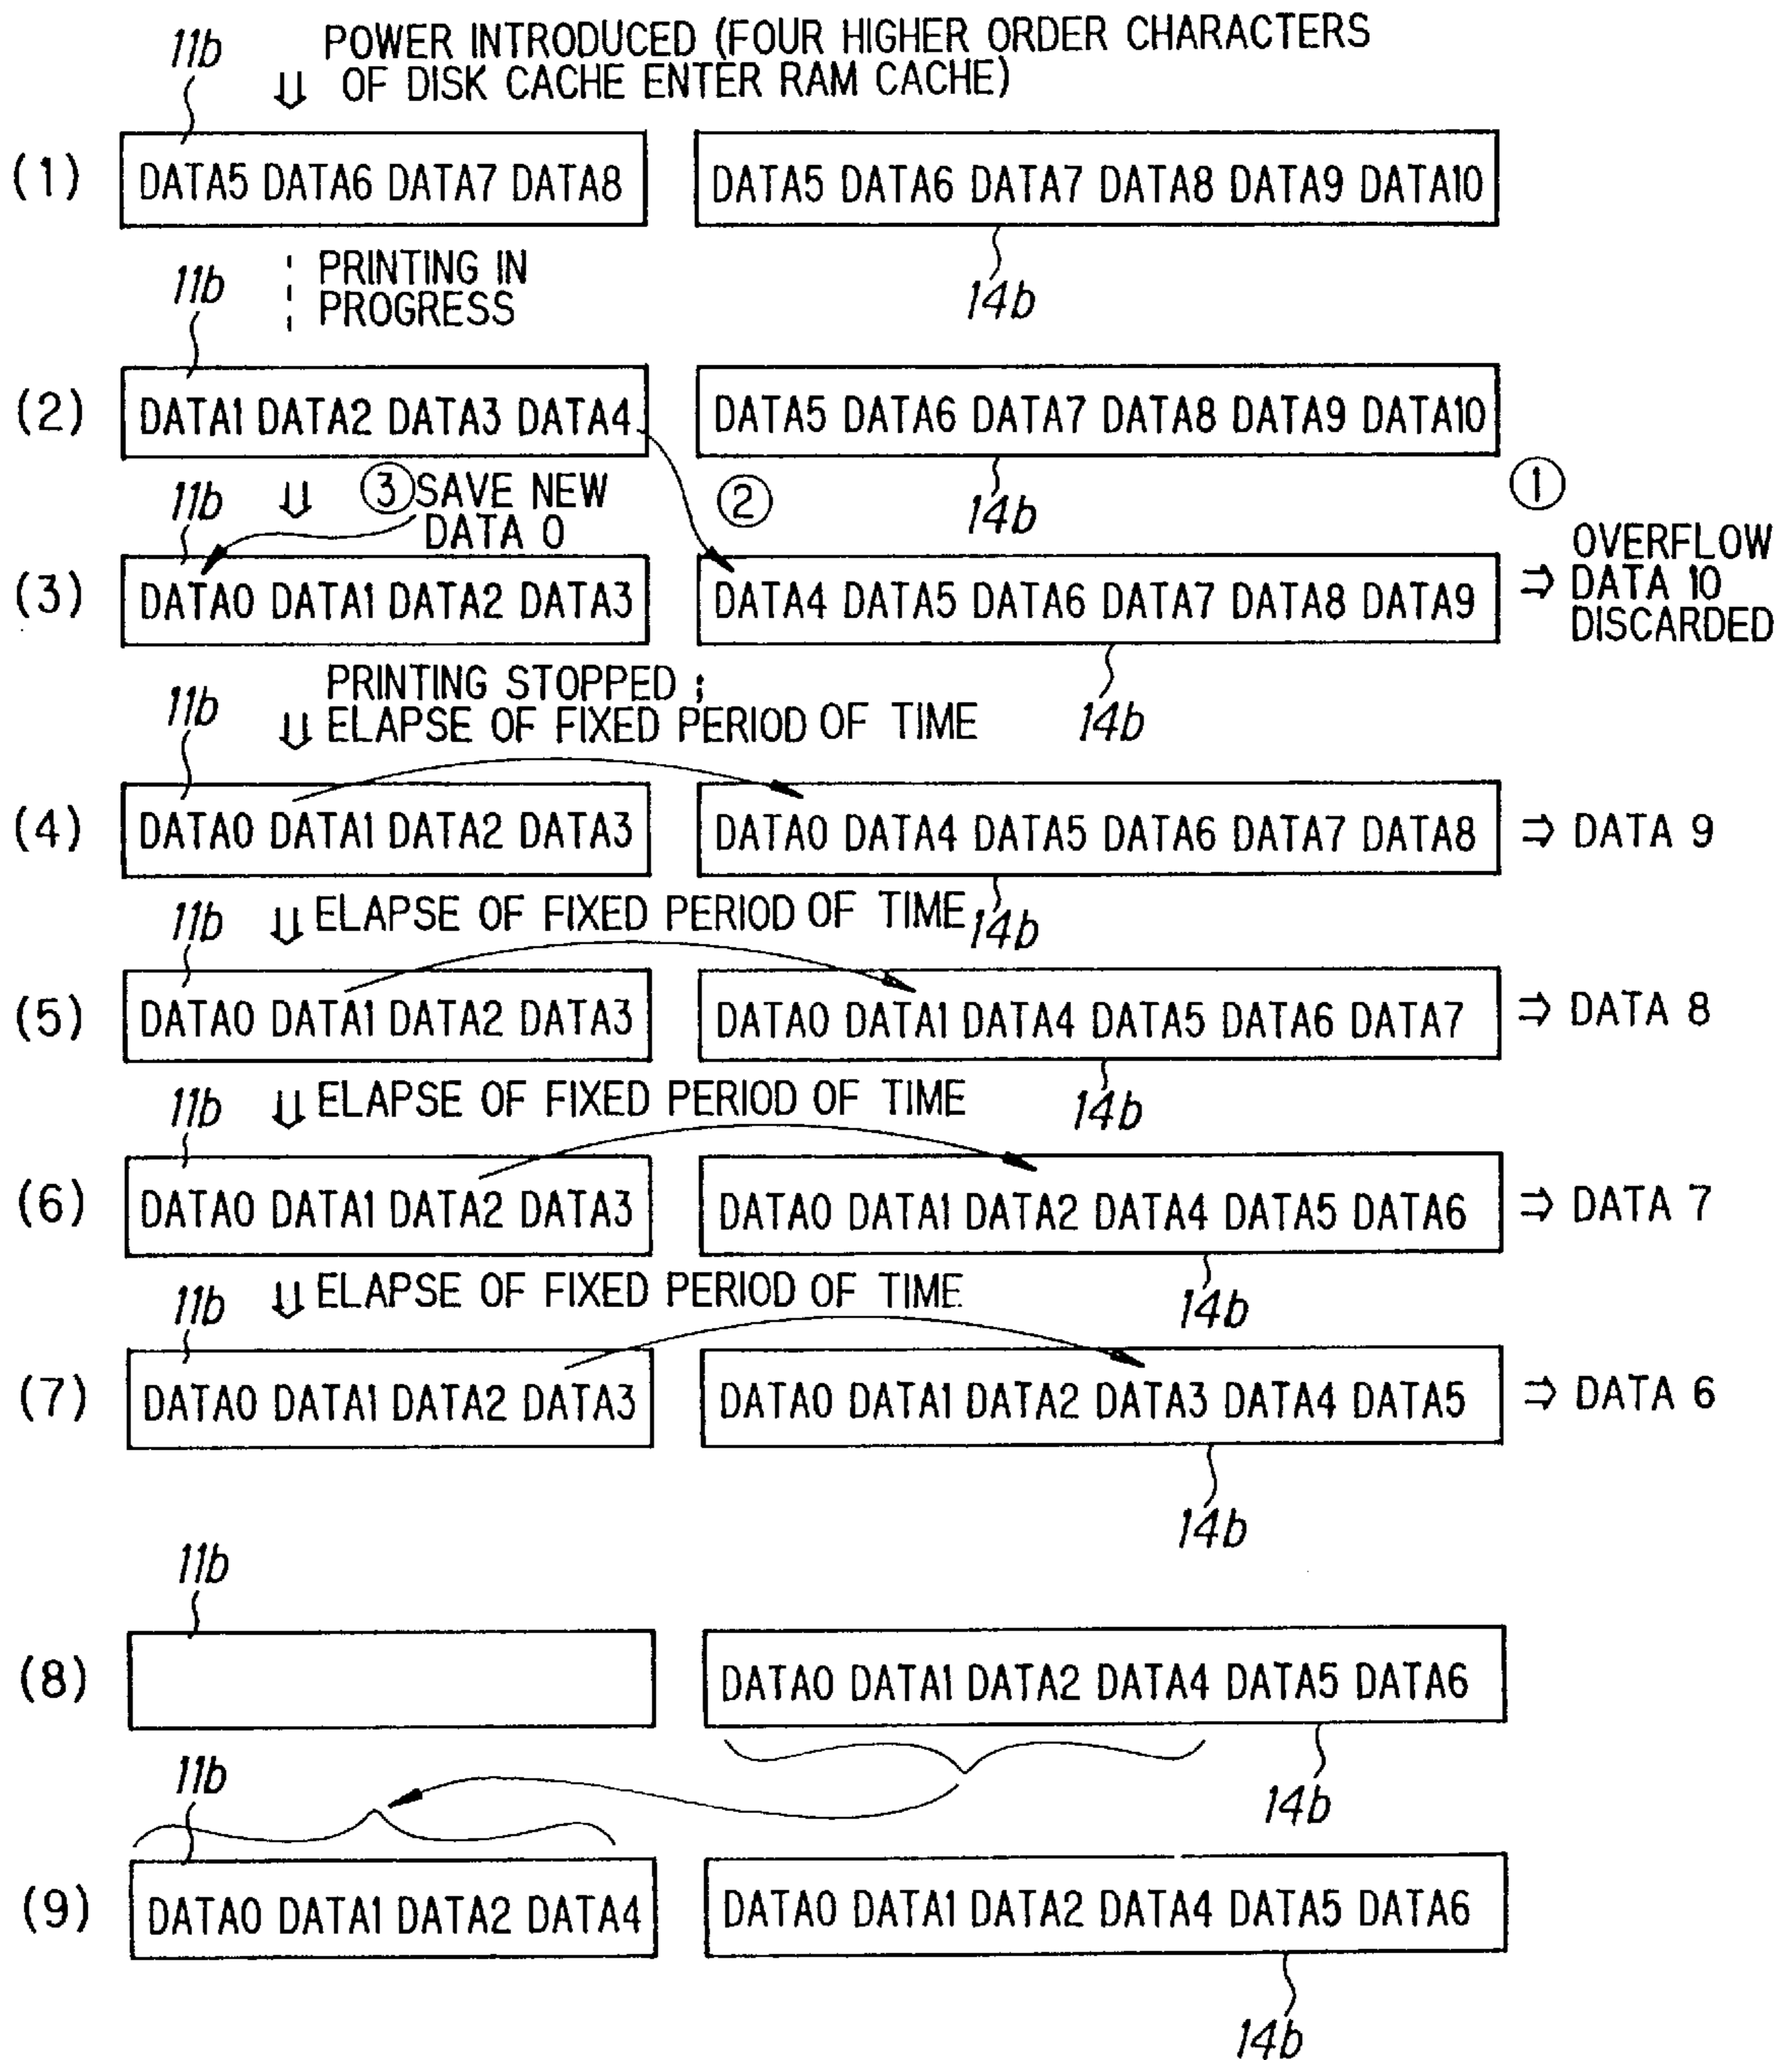 11b
POWER INTRODUCED (FOUR HIGHER ORDER CHARACTERS
⇓ OF DISK CACHE ENTER RAM CACHE)
(1) DATA5 DATA6 DATA7 DATA8 DATA5 DATA6 DATA7 DATA8 DATA9 DATA10
11b PRINTING IN
PROGRESS
14b
(2) DATA1 DATA2 DATA3 DATA4 DATA5 DATA6 DATA7 DATA8 DATA9 DATA10
11b ⇓ ③ SAVE NEW
DATA 0
②
14b
①
OVERFLOW
⇒ DATA 10
DISCARDED
(3) DATA0 DATA1 DATA2 DATA3 DATA4 DATA5 DATA6 DATA7 DATA8 DATA9
PRINTING STOPPED ;
11b ⇓ ELAPSE OF FIXED PERIOD OF TIME 14b
(4) DATA0 DATA1 DATA2 DATA3 DATA0 DATA4 DATA5 DATA6 DATA7 DATA8 ⇒ DATA 9
11b ⇓ ELAPSE OF FIXED PERIOD OF TIME 14b
(5) DATA0 DATA1 DATA2 DATA3 DATA0 DATA1 DATA4 DATA5 DATA6 DATA7 ⇒ DATA 8
11b ⇓ ELAPSE OF FIXED PERIOD OF TIME 14b
(6) DATA0 DATA1 DATA2 DATA3 DATA0 DATA1 DATA2 DATA4 DATA5 DATA6 ⇒ DATA 7
11b ⇓ ELAPSE OF FIXED PERIOD OF TIME 14b
(7) DATA0 DATA1 DATA2 DATA3 DATA0 DATA1 DATA2 DATA3 DATA4 DATA5 ⇒ DATA 6
14b
11b
(8) DATA0 DATA1 DATA2 DATA4 DATA5 DATA6
11b 14b
(9) DATA0 DATA1 DATA2 DATA4 DATA0 DATA1 DATA2 DATA4 DATA5 DATA6
14b